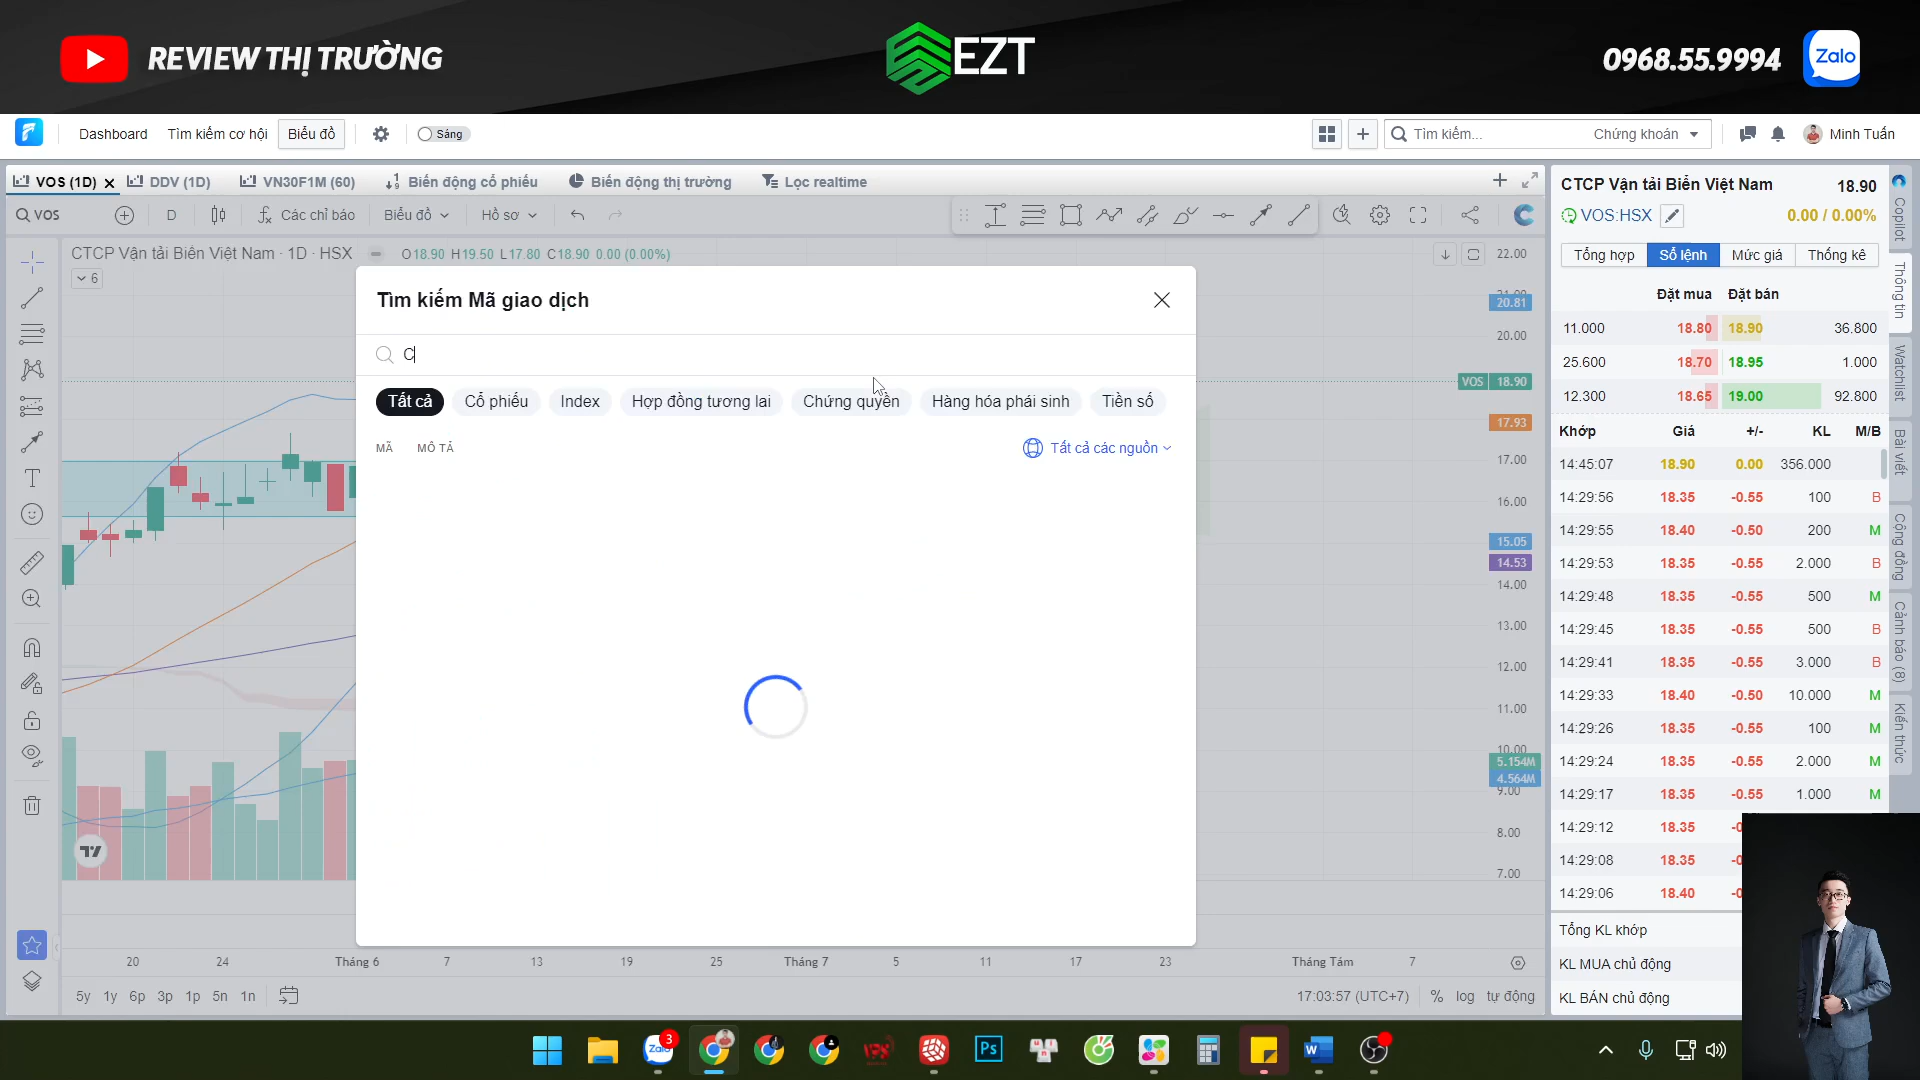 REVIEW THỊ TRƯỜNG
EZT
0968.55.9994
Zalo
Dashboard
Tìm kiếm cơ hội
Biểu đồ
Sáng
Tìm kiếm...
Chứng khoán
Minh Tuấn
VOS (1D)
DDV (1D)
VN30F1M (60)
Biến động cổ phiếu
Biến động thị trường
Lọc realtime
VOS
D
Các chỉ báo
Biểu đồ
Hồ sơ
CTCP Vận tải Biển Việt Nam · 1D · HSX
O18.90 H19.50 L17.80 C18.90 0.00 (0.00%)
6
Tìm kiếm Mã giao dịch
C
Tất cả
Cổ phiếu
Index
Hợp đồng tương lai
Chứng quyền
Hàng hóa phái sinh
Tiền số
MÃ
MÔ TẢ
Tất cả các nguồn
22.00
20.81
20.00
VOS 18.90
17.93
17.00
16.00
15.05
14.53
14.00
13.00
12.00
11.00
10.00
5.154M
4.564M
9.00
8.00
7.00
20
24
Tháng 6
7
13
19
25
Tháng 7
5
11
17
23
Tháng Tám
7
5y 1y 6p 3p 1p 5n 1n
17:03:57 (UTC+7)
% log tự động
CTCP Vận tải Biển Việt Nam
18.90
VOS:HSX
0.00 / 0.00%
Tổng hợp
Sổ lệnh
Mức giá
Thống kê
Đặt mua Đặt bán
11.000 18.80 18.90 36.800
25.600 18.70 18.95 1.000
12.300 18.65 19.00 92.800
Khớp Giá +/- KL M/B
14:45:07 18.90 0.00 356.000
14:29:56 18.35 -0.55 100 B
14:29:55 18.40 -0.50 200 M
14:29:53 18.35 -0.55 2.000 B
14:29:48 18.35 -0.55 500 M
14:29:45 18.35 -0.55 500 B
14:29:41 18.35 -0.55 3.000 B
14:29:33 18.40 -0.50 10.000 M
14:29:26 18.35 -0.55 100 M
14:29:24 18.35 -0.55 2.000 M
14:29:17 18.35 -0.55 1.000 M
14:29:12 18.35
14:29:08 18.35
14:29:06 18.40
Tổng KL khớp
KL MUA chủ động
KL BÁN chủ động
Copilot
Thông tin
Watchlist
Bài viết
Cộng đồng
Cảnh báo (8)
Kiến thức
Zalo
3
Ps
W